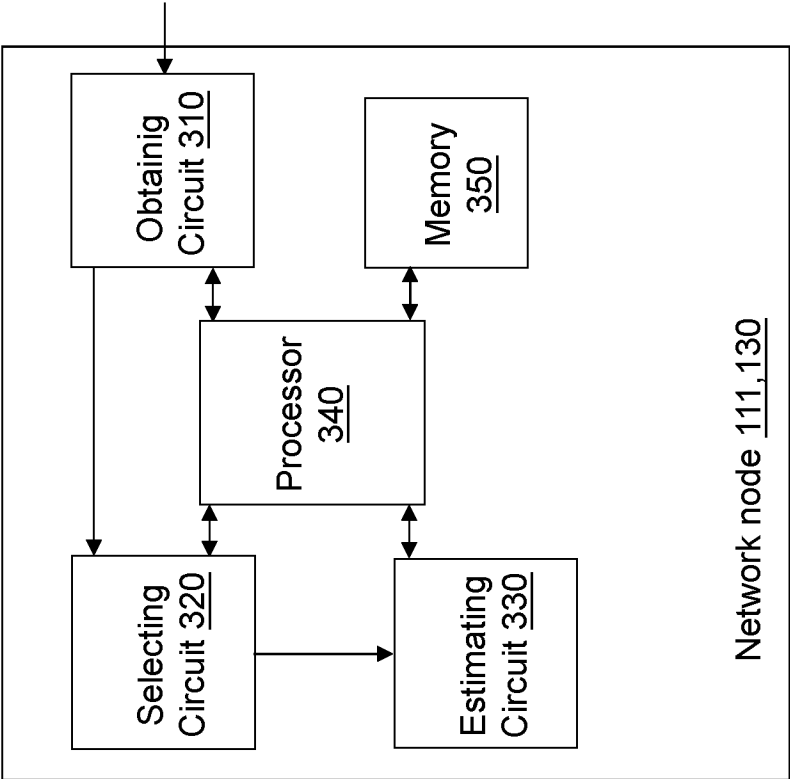 Obtainig
Circuit 310
Memory
350
Processor
340
Selecting
Circuit 320
Estimating
Circuit 330
Network node 111,130